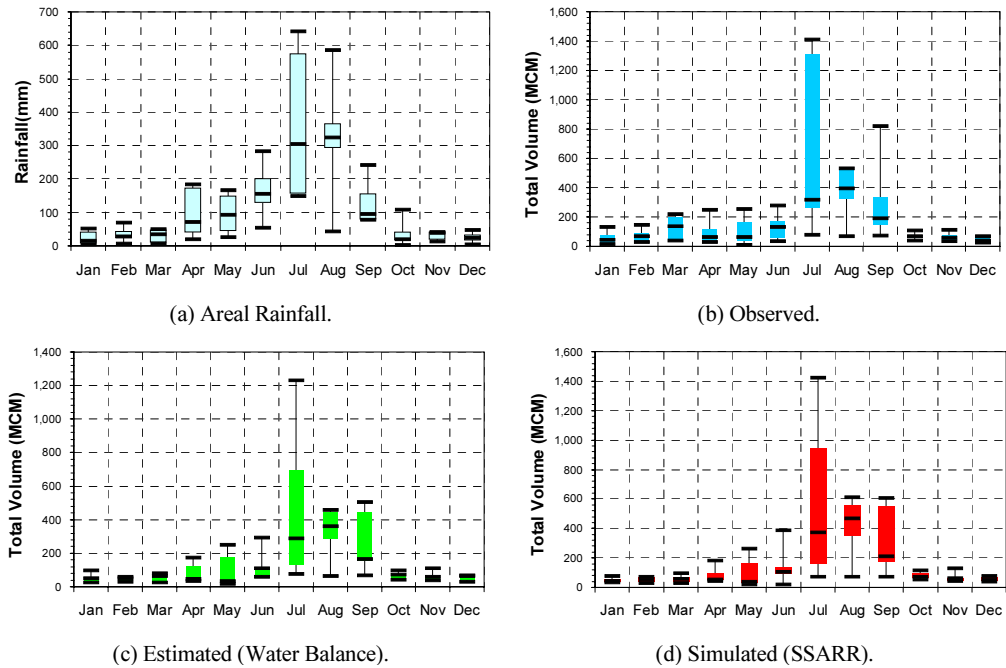 700
600
500
400
300
200
100
0
Rainfall(mm)
Jan Feb Mar Apr May Jun Jul Aug Sep Oct Nov Dec
(a) Areal Rainfall.
1,600
1,400
1,200
1,000
800
600
400
200
0
Total Volume (MCM)
Jan Feb Mar Apr May Jun Jul Aug Sep Oct Nov Dec
(b) Observed.
1,400
1,200
1,000
800
600
400
200
0
Total Volume (MCM)
Jan Feb Mar Apr May Jun Jul Aug Sep Oct Nov Dec
(c) Estimated (Water Balance).
1,600
1,400
1,200
1,000
800
600
400
200
0
Total Volume (MCM)
Jan Feb Mar Apr May Jun Jul Aug Sep Oct Nov Dec
(d) Simulated (SSARR).